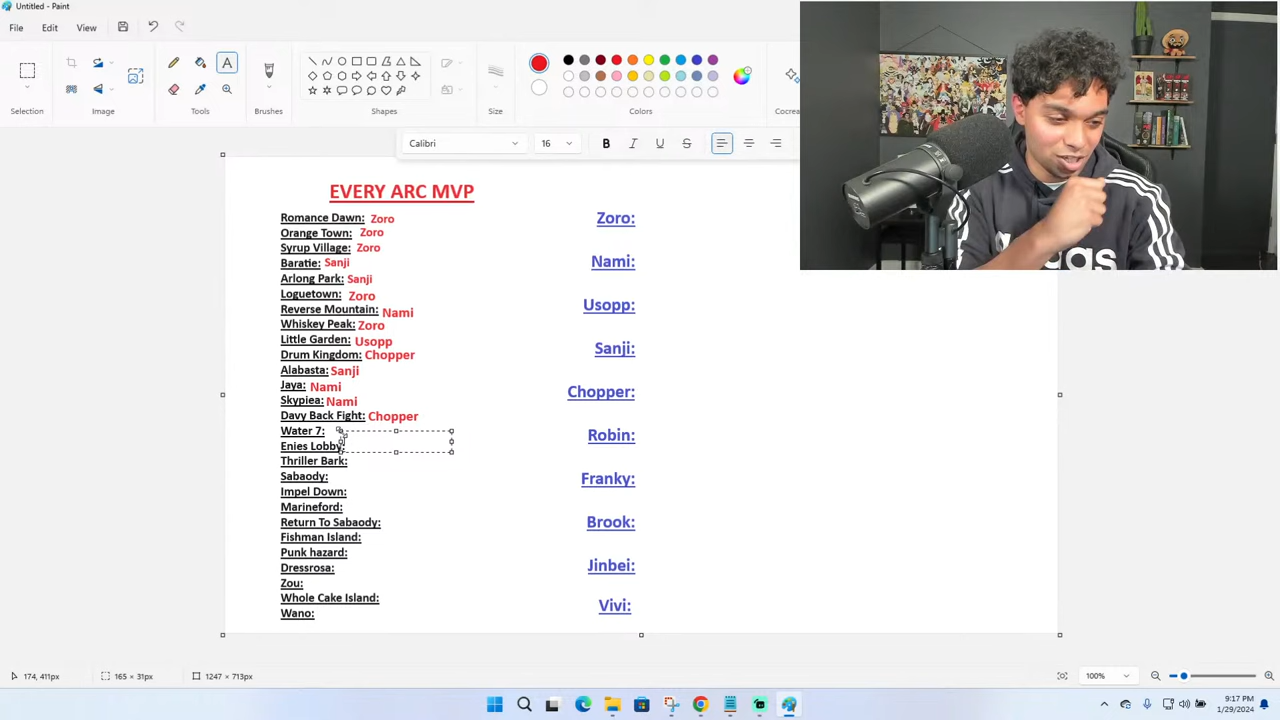 Untitled - Paint
File Edit View
Selection
Image
Tools
Brushes
Shapes
Size
Colors
Cocrea
Calibri 16 B I U S
EVERY ARC MVP
Romance Dawn: Zoro
Orange Town: Zoro
Syrup Village: Zoro
Baratie: Sanji
Arlong Park: Sanji
Loguetown: Zoro
Reverse Mountain: Nami
Whiskey Peak: Zoro
Little Garden: Usopp
Drum Kingdom: Chopper
Alabasta: Sanji
Jaya: Nami
Skypiea: Nami
Davy Back Fight: Chopper
Water 7:
Enies Lobby:
Thriller Bark:
Sabaody:
Impel Down:
Marineford:
Return To Sabaody:
Fishman Island:
Punk hazard:
Dressrosa:
Zou:
Whole Cake Island:
Wano:
Zoro:
Nami:
Usopp:
Sanji:
Chopper:
Robin:
Franky:
Brook:
Jinbei:
Vivi:
174, 411px
165 × 31px
1247 × 713px
100%
9:17 PM
1/29/2024